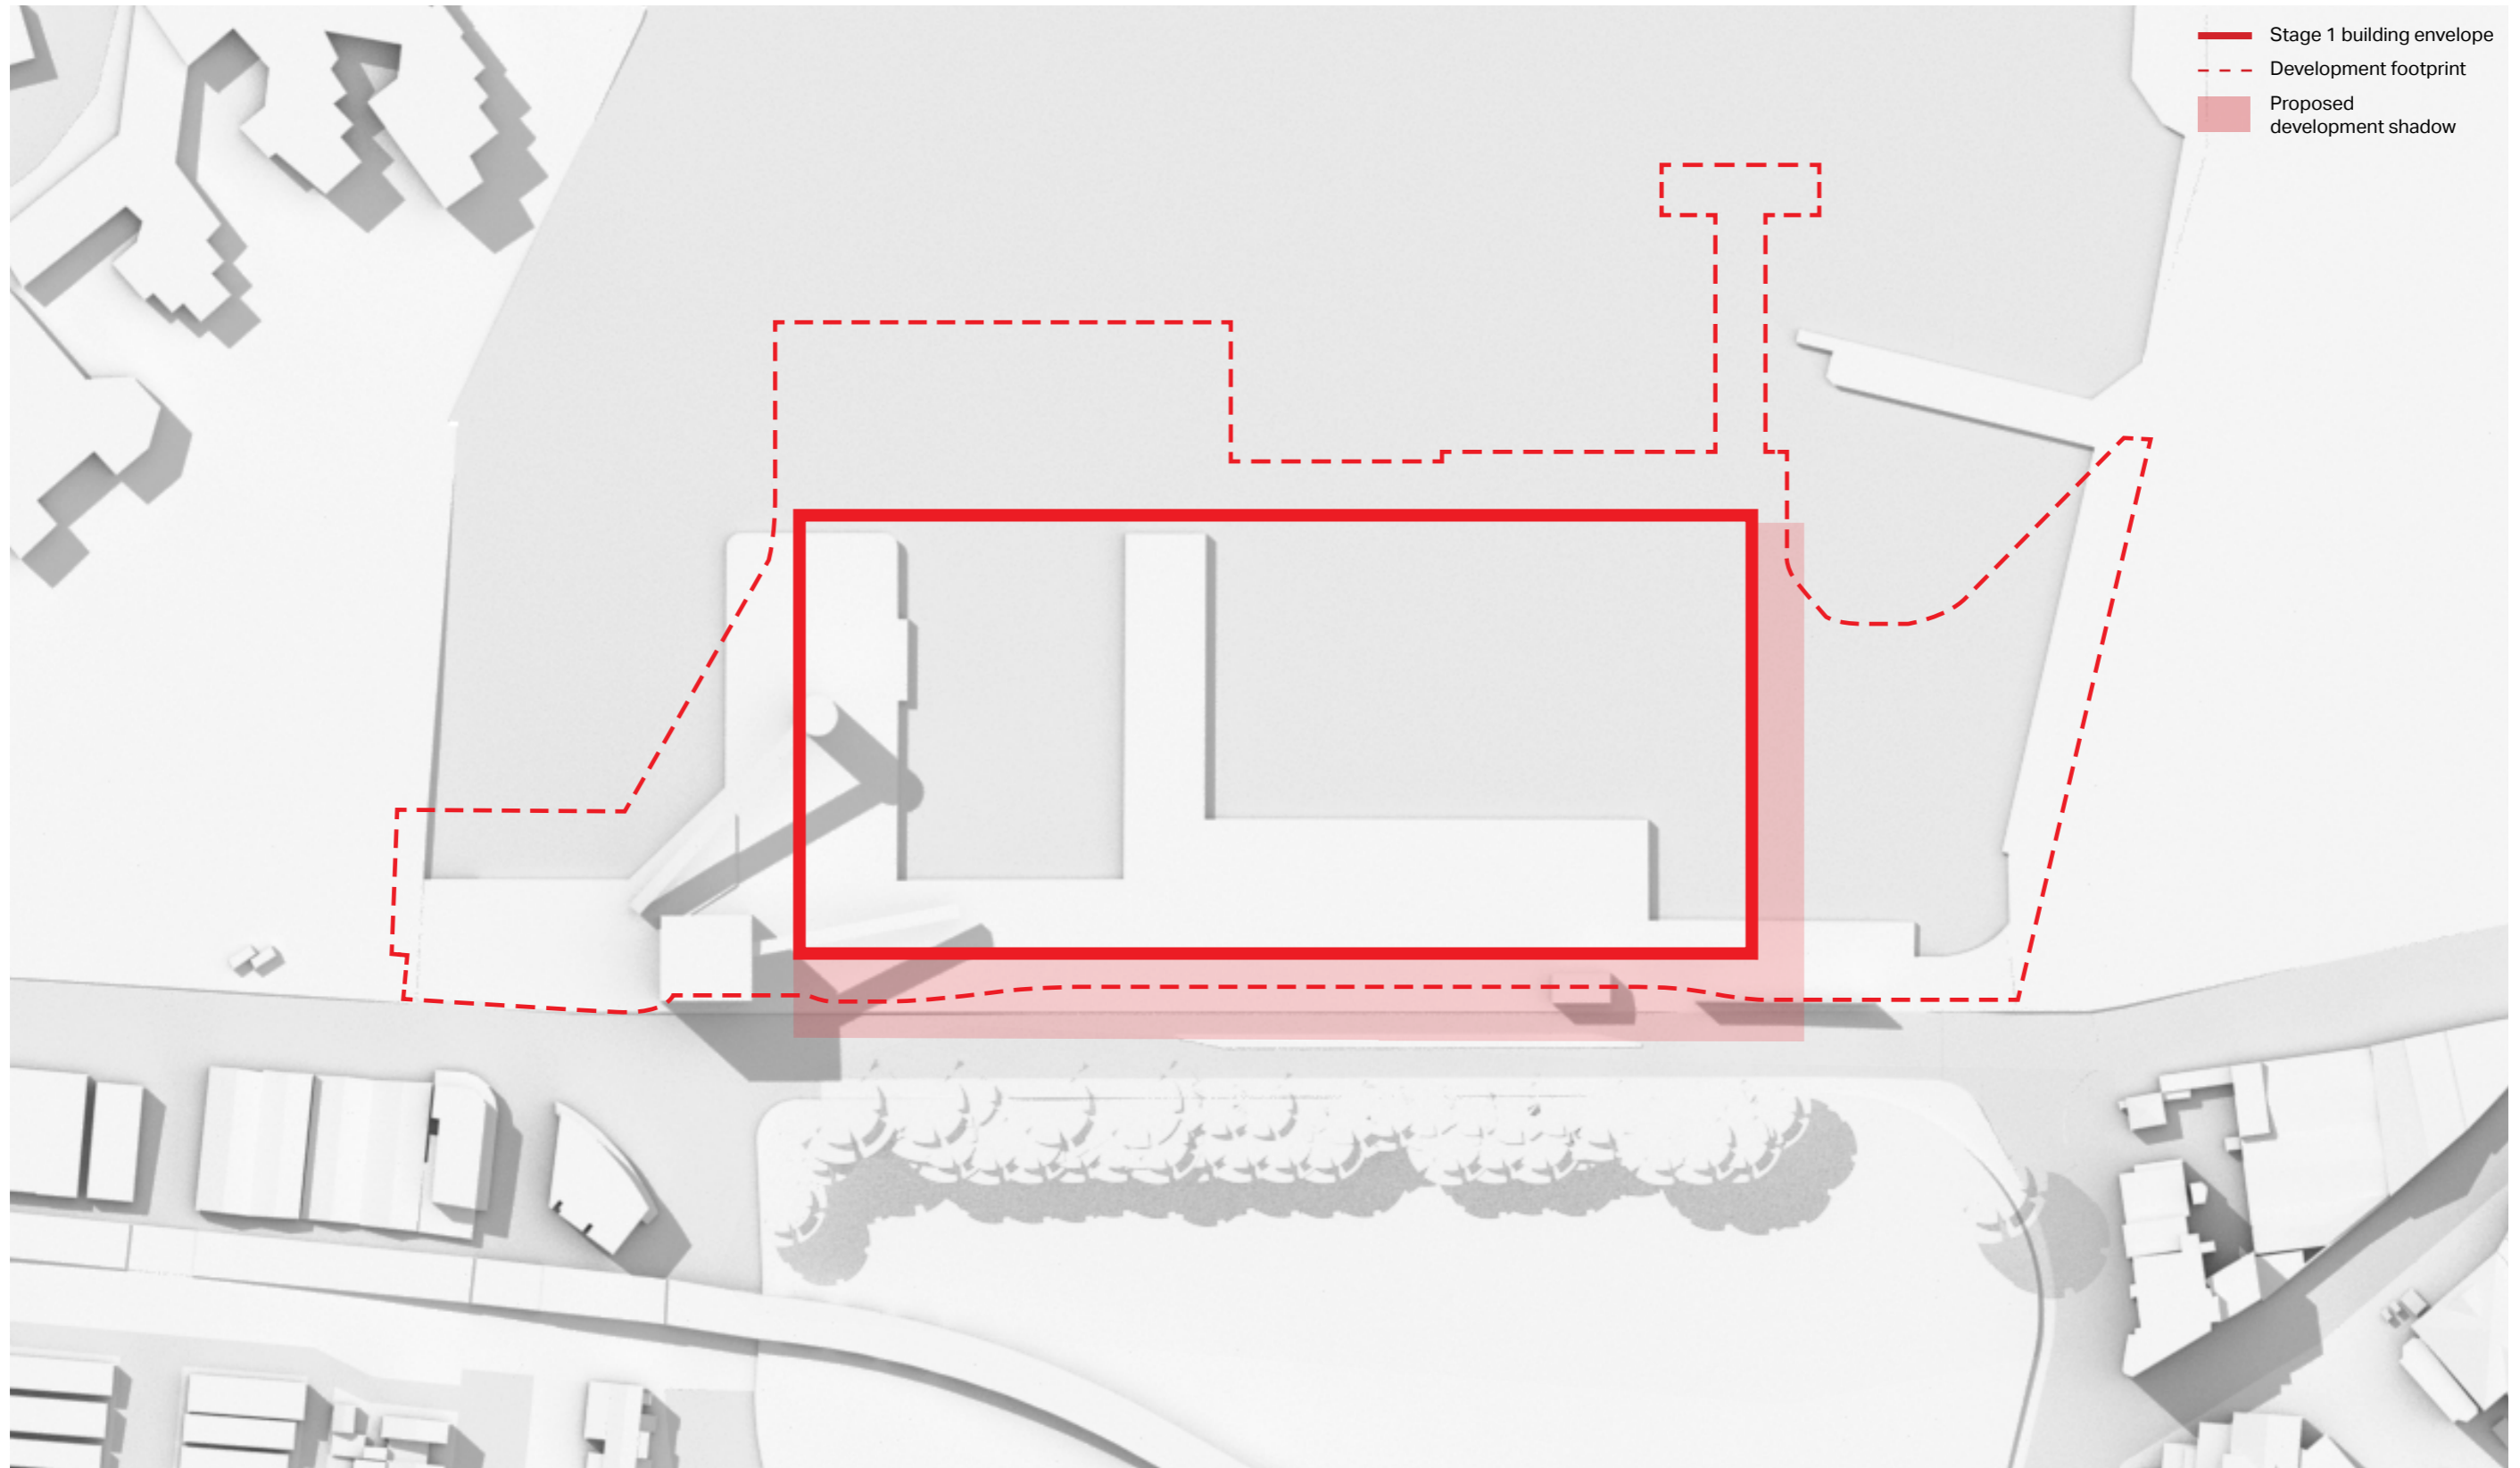 Stage 1 building envelope
Development footprint
Proposed
development shadow